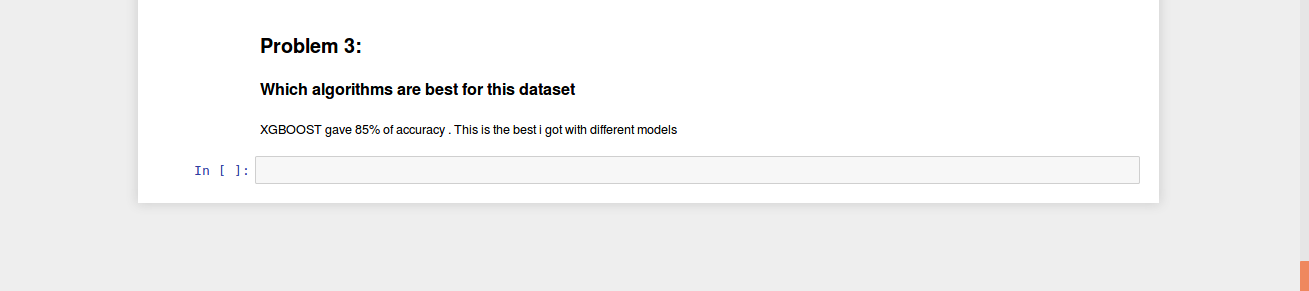 Problem 3:
Which algorithms are best for this dataset
XGBOOST gave 85% of accuracy . This is the best i got with different models
In [ ]: